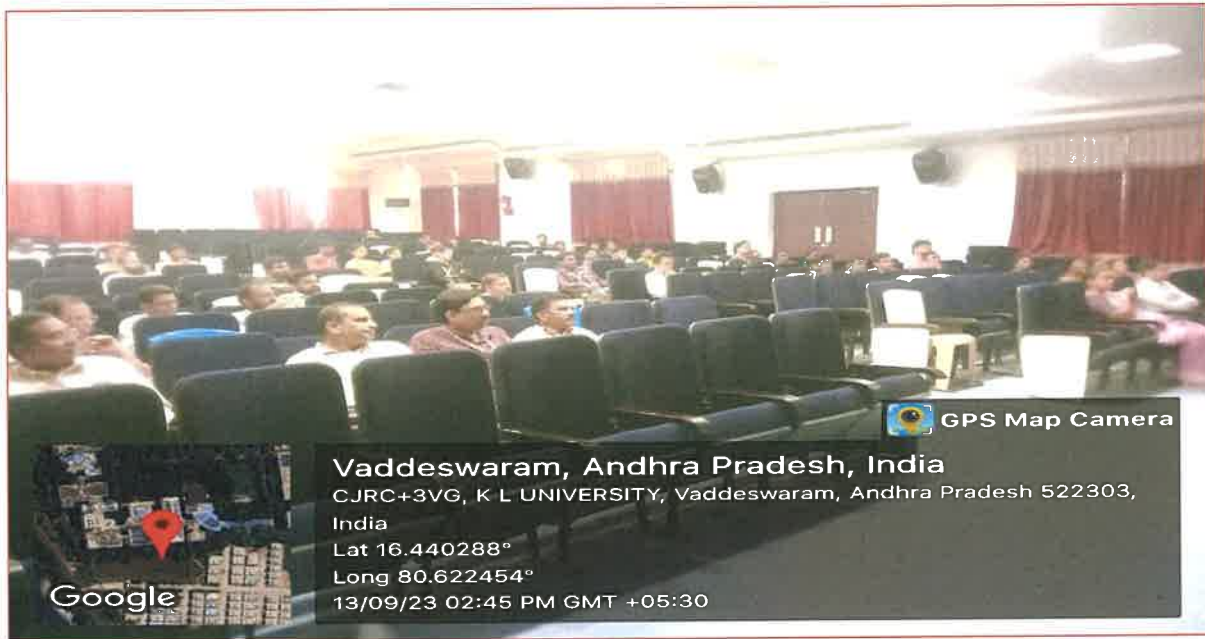 GPS Map Camera
Vaddeswaram, Andhra Pradesh, India
CJRC+3VG, K L UNIVERSITY, Vaddeswaram, Andhra Pradesh 522303,
India
Lat 16.440288°
Long 80.622454°
13/09/23 02:45 PM GMT +05:30
Google